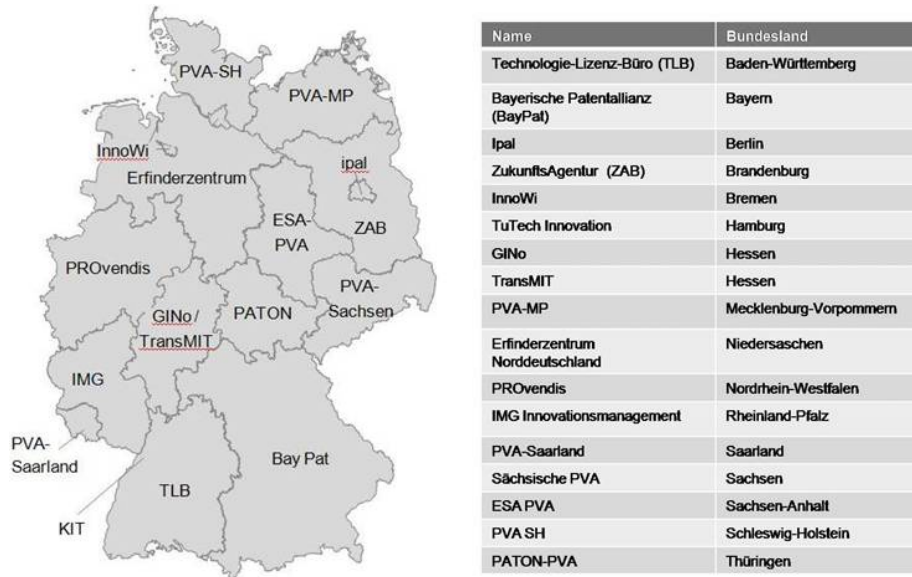 PVA-SH
PVA-MP
InnoWi
Erfinderzentrum
ipal
ESA-
PVA
ZAB
PROvendis
PVA-
Sachsen
GINo/
TransMIT
PATON
IMG
PVA-
Saarland
Bay Pat
TLB
KIT
Name Bundesland
Technologie-Lizenz-Büro (TLB) Baden-Württemberg
Bayerische Patentallianz
(BayPat) Bayern
Ipal Berlin
ZukunftsAgentur (ZAB) Brandenburg
InnoWi Bremen
TuTech Innovation Hamburg
GINo Hessen
TransMIT Hessen
PVA-MP Mecklenburg-Vorpommern
Erfinderzentrum
Norddeutschland Niedersaschen
PROvendis Nordrhein-Westfalen
IMG Innovationsmanagement Rheinland-Pfalz
PVA-Saarland Saarland
Sächsische PVA Sachsen
ESA PVA Sachsen-Anhalt
PVA SH Schleswig-Holstein
PATON-PVA Thüringen